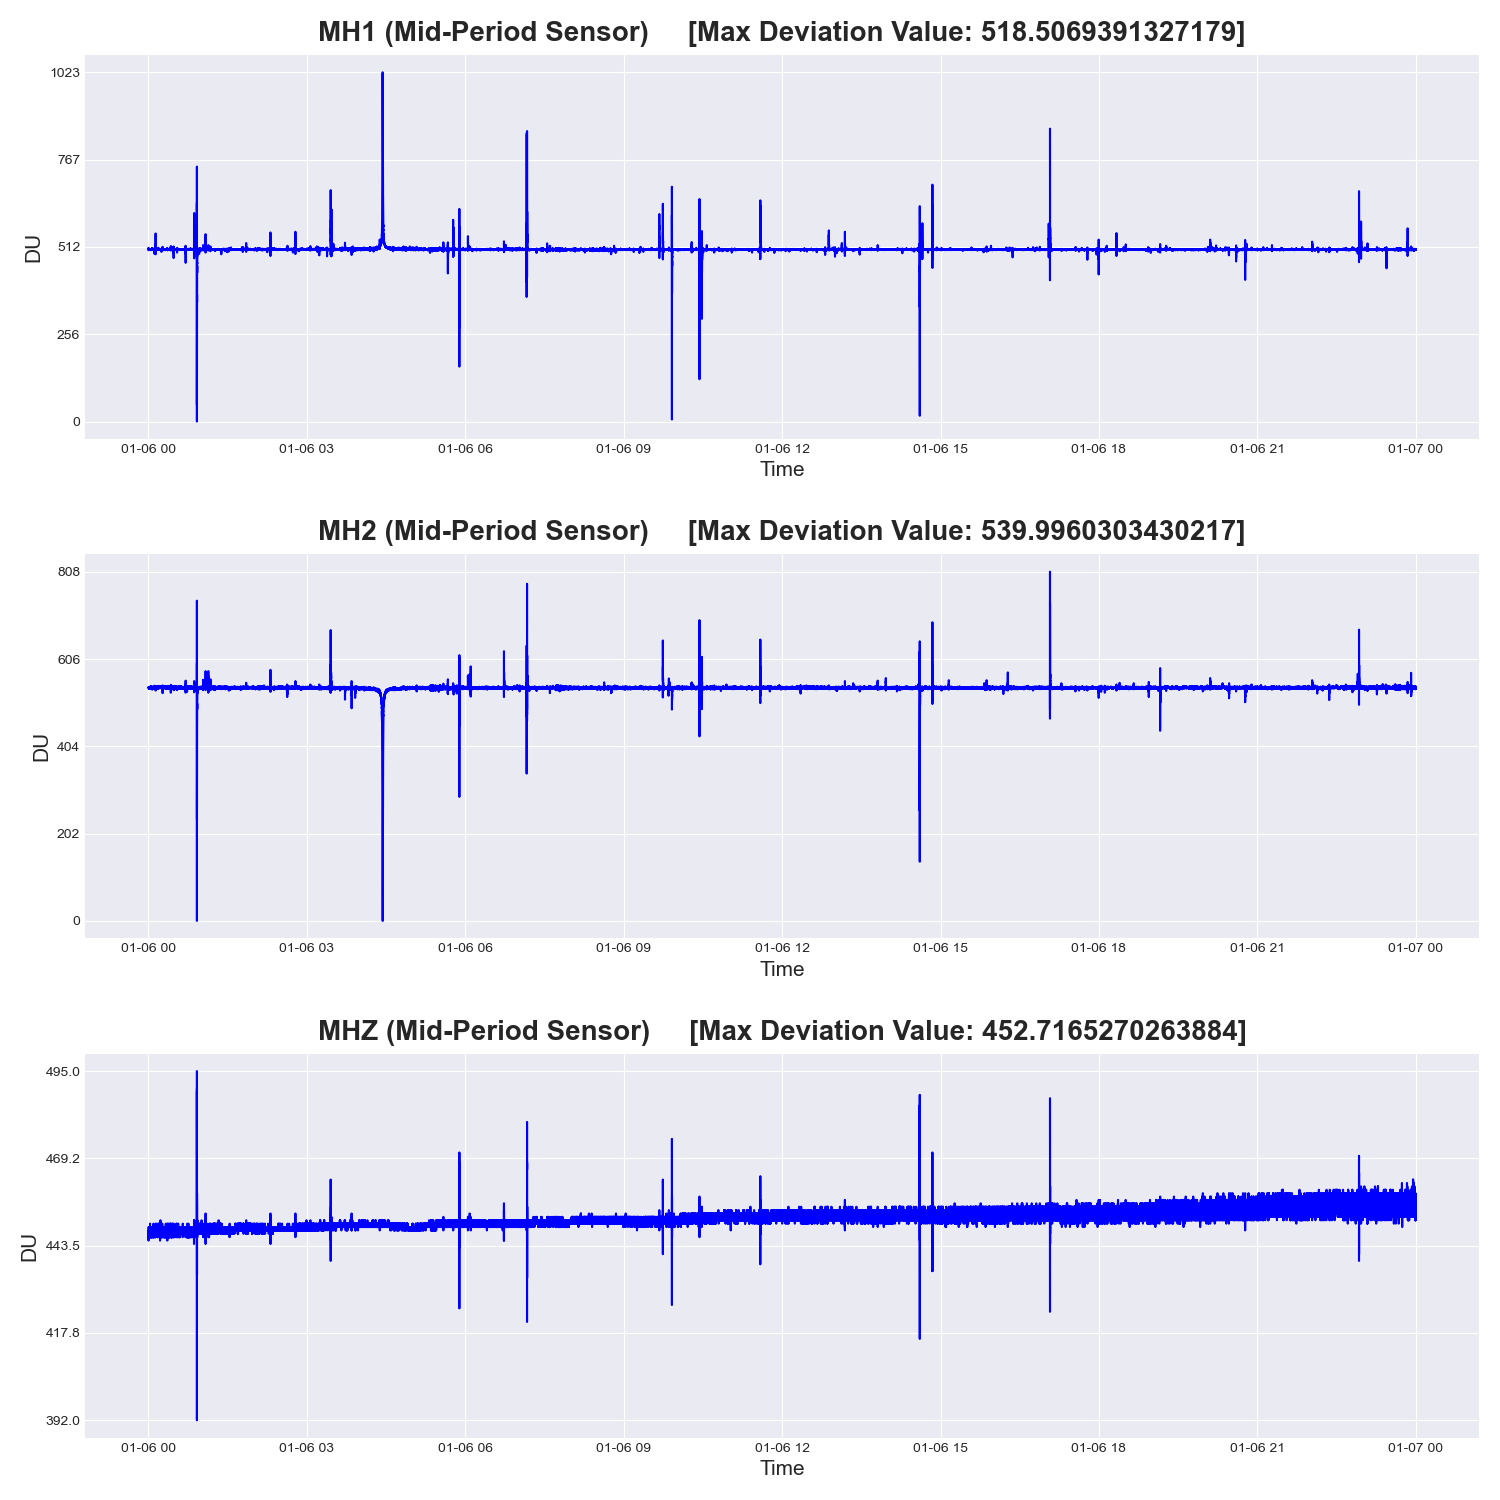 MH1 (Mid-Period Sensor) [Max Deviation Value: 518.5069391327179]
1023
767
512
256
0
DU
01-06 00 01-06 03 01-06 06 01-06 09 01-06 12 01-06 15 01-06 18 01-06 21 01-07 00
Time
MH2 (Mid-Period Sensor) [Max Deviation Value: 539.9960303430217]
808
606
404
202
0
DU
01-06 00 01-06 03 01-06 06 01-06 09 01-06 12 01-06 15 01-06 18 01-06 21 01-07 00
Time
MHZ (Mid-Period Sensor) [Max Deviation Value: 452.7165270263884]
495.0
469.2
443.5
417.8
392.0
DU
01-06 00 01-06 03 01-06 06 01-06 09 01-06 12 01-06 15 01-06 18 01-06 21 01-07 00
Time